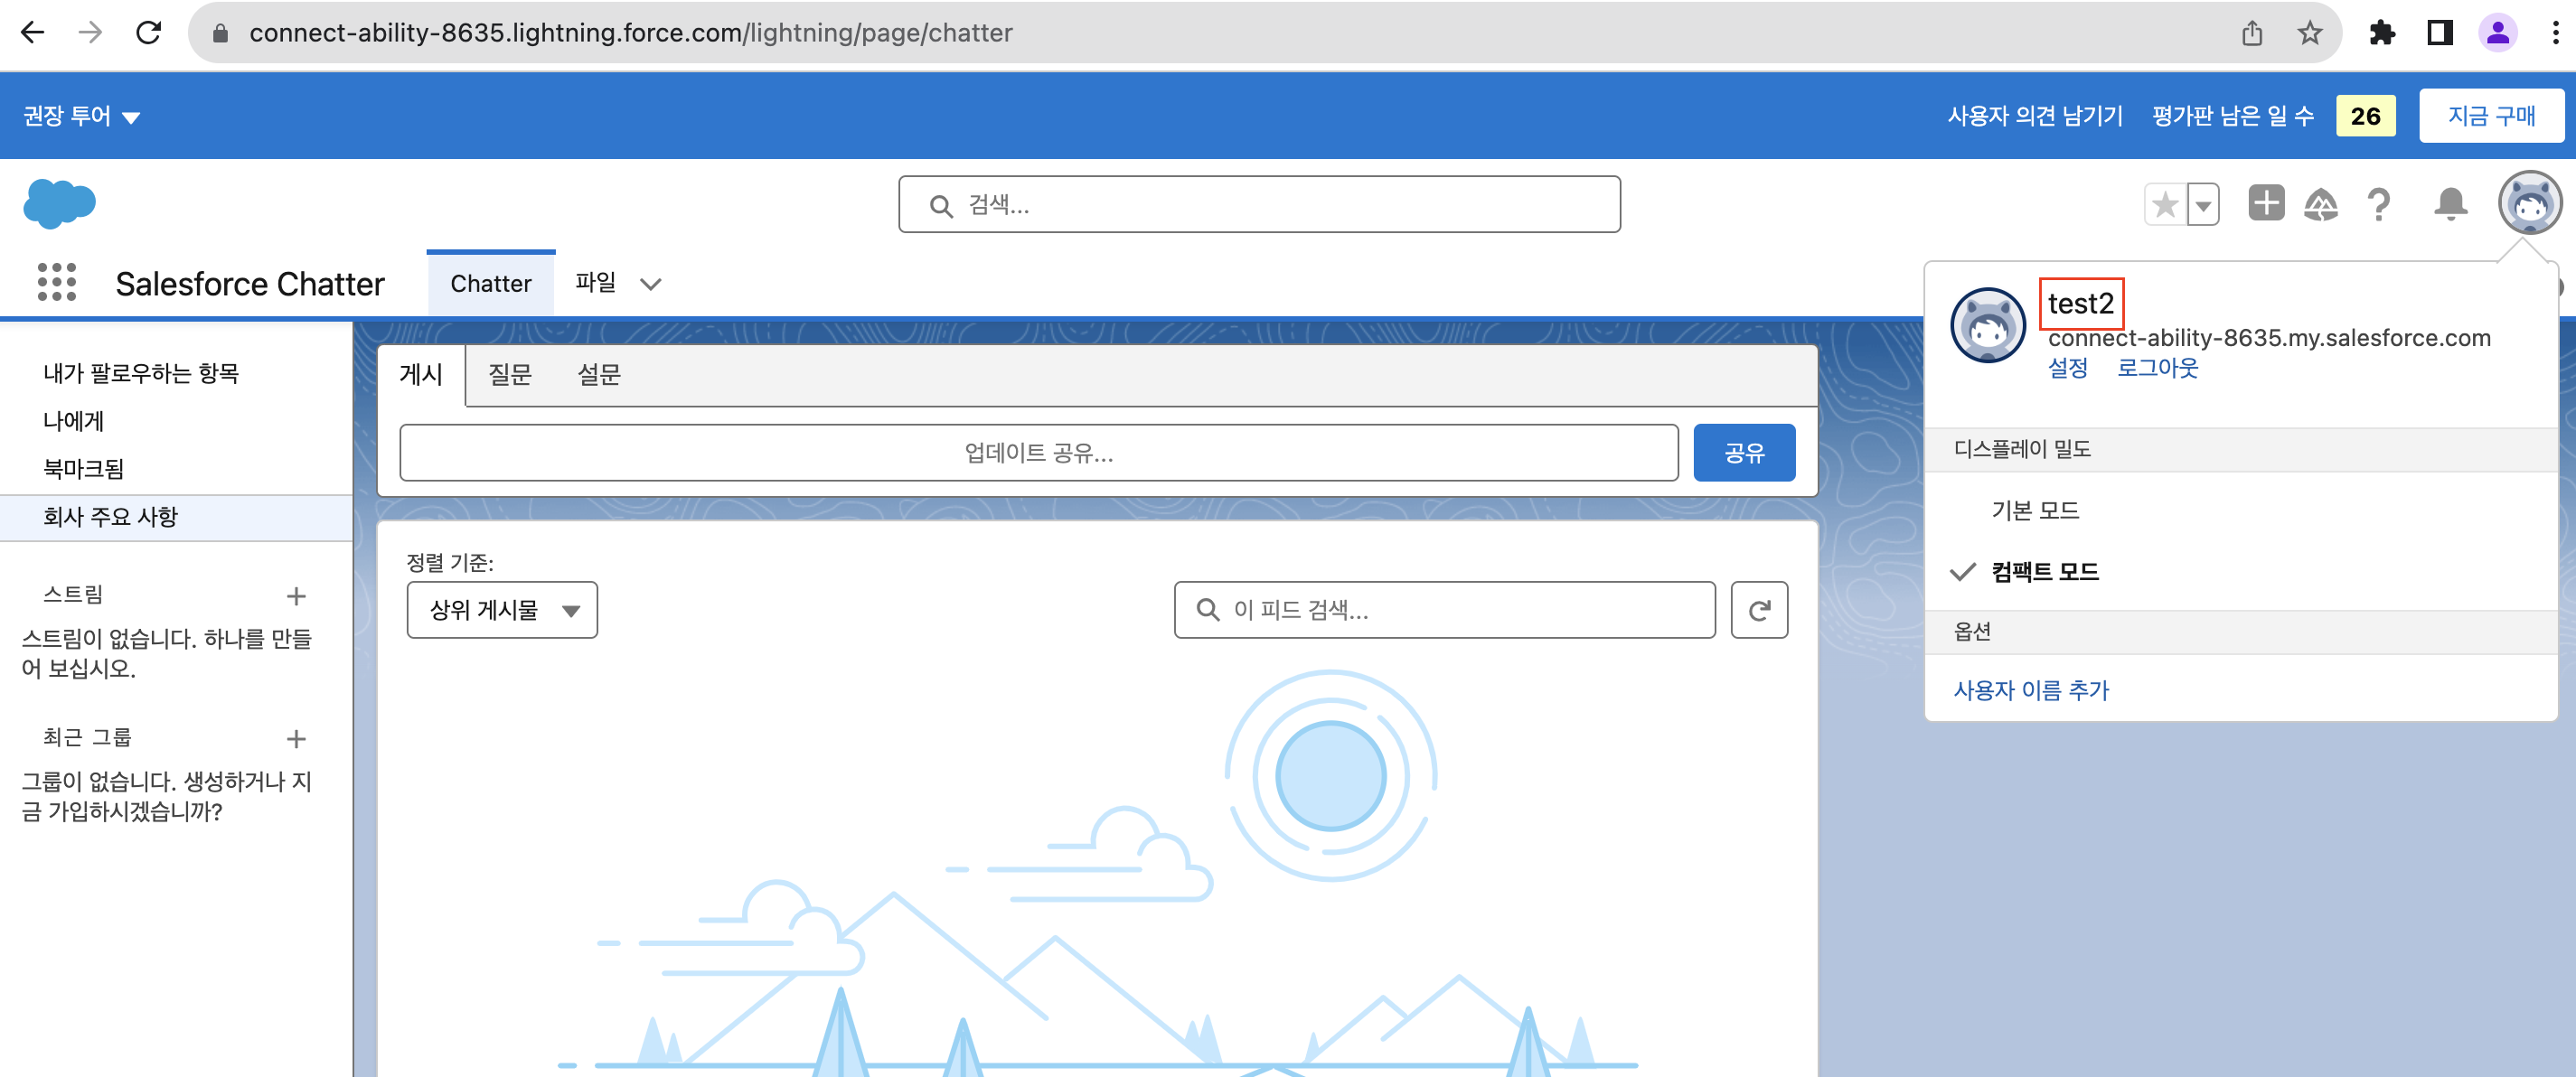 connect-ability-8635.lightning.force.com/lightning/page/chatter
권장 투어
사용자 의견 남기기
평가판 남은 일 수
26
지금 구매
검색...
Salesforce Chatter
Chatter
파일
test2
connect-ability-8635.my.salesforce.com
설정
로그아웃
디스플레이 밀도
기본 모드
컴팩트 모드
옵션
사용자 이름 추가
내가 팔로우하는 항목
나에게
북마크됨
회사 주요 사항
스트림
스트림이 없습니다. 하나를 만들
어 보십시오.
최근 그룹
그룹이 없습니다. 생성하거나 지
금 가입하시겠습니까?
게시
질문
설문
업데이트 공유...
공유
정렬 기준:
상위 게시물
이 피드 검색...